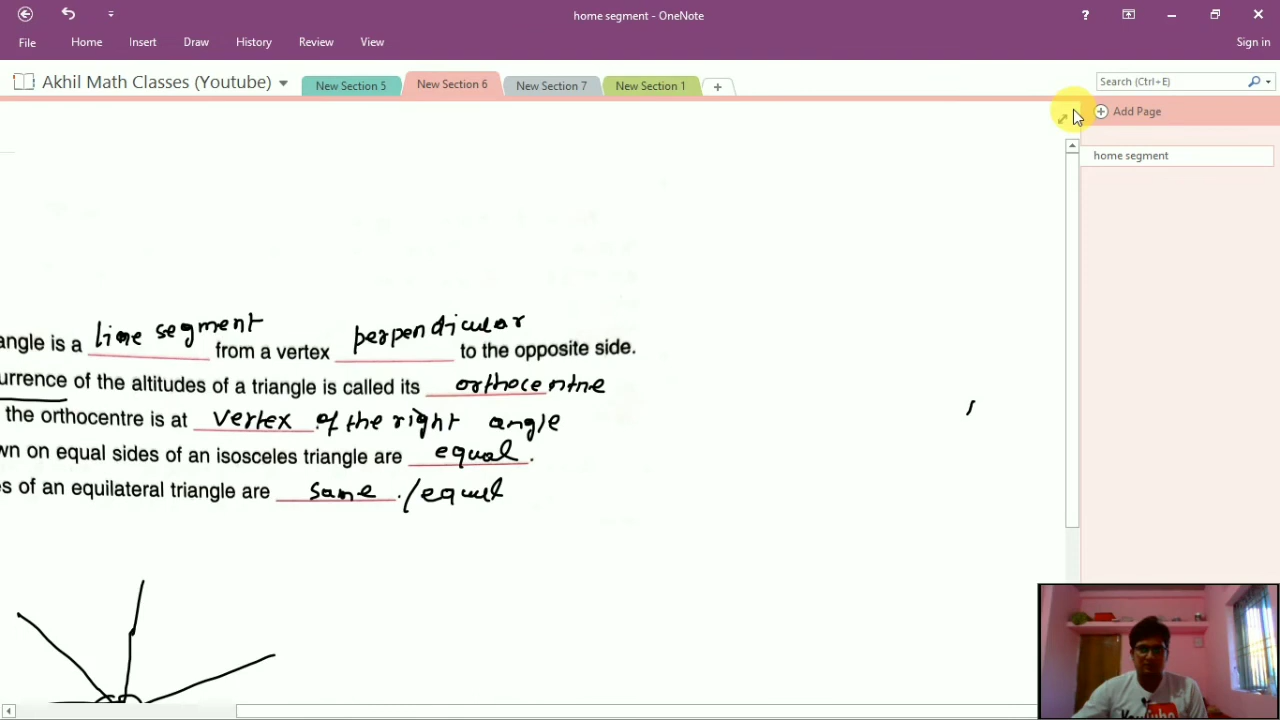 home segment - OneNote
?
File Home Insert Draw History Review View
Sign in
Akhil Math Classes (Youtube) New Section 5 New Section 6 New Section 7 New Section 1 +
Search (Ctrl+E)
Add Page
home segment
angle is a line segment from a vertex perpendicular to the opposite side.
urrence of the altitudes of a triangle is called its orthocentre
the orthocentre is at vertex of the right angle
wn on equal sides of an isosceles triangle are equal.
es of an equilateral triangle are same./equal